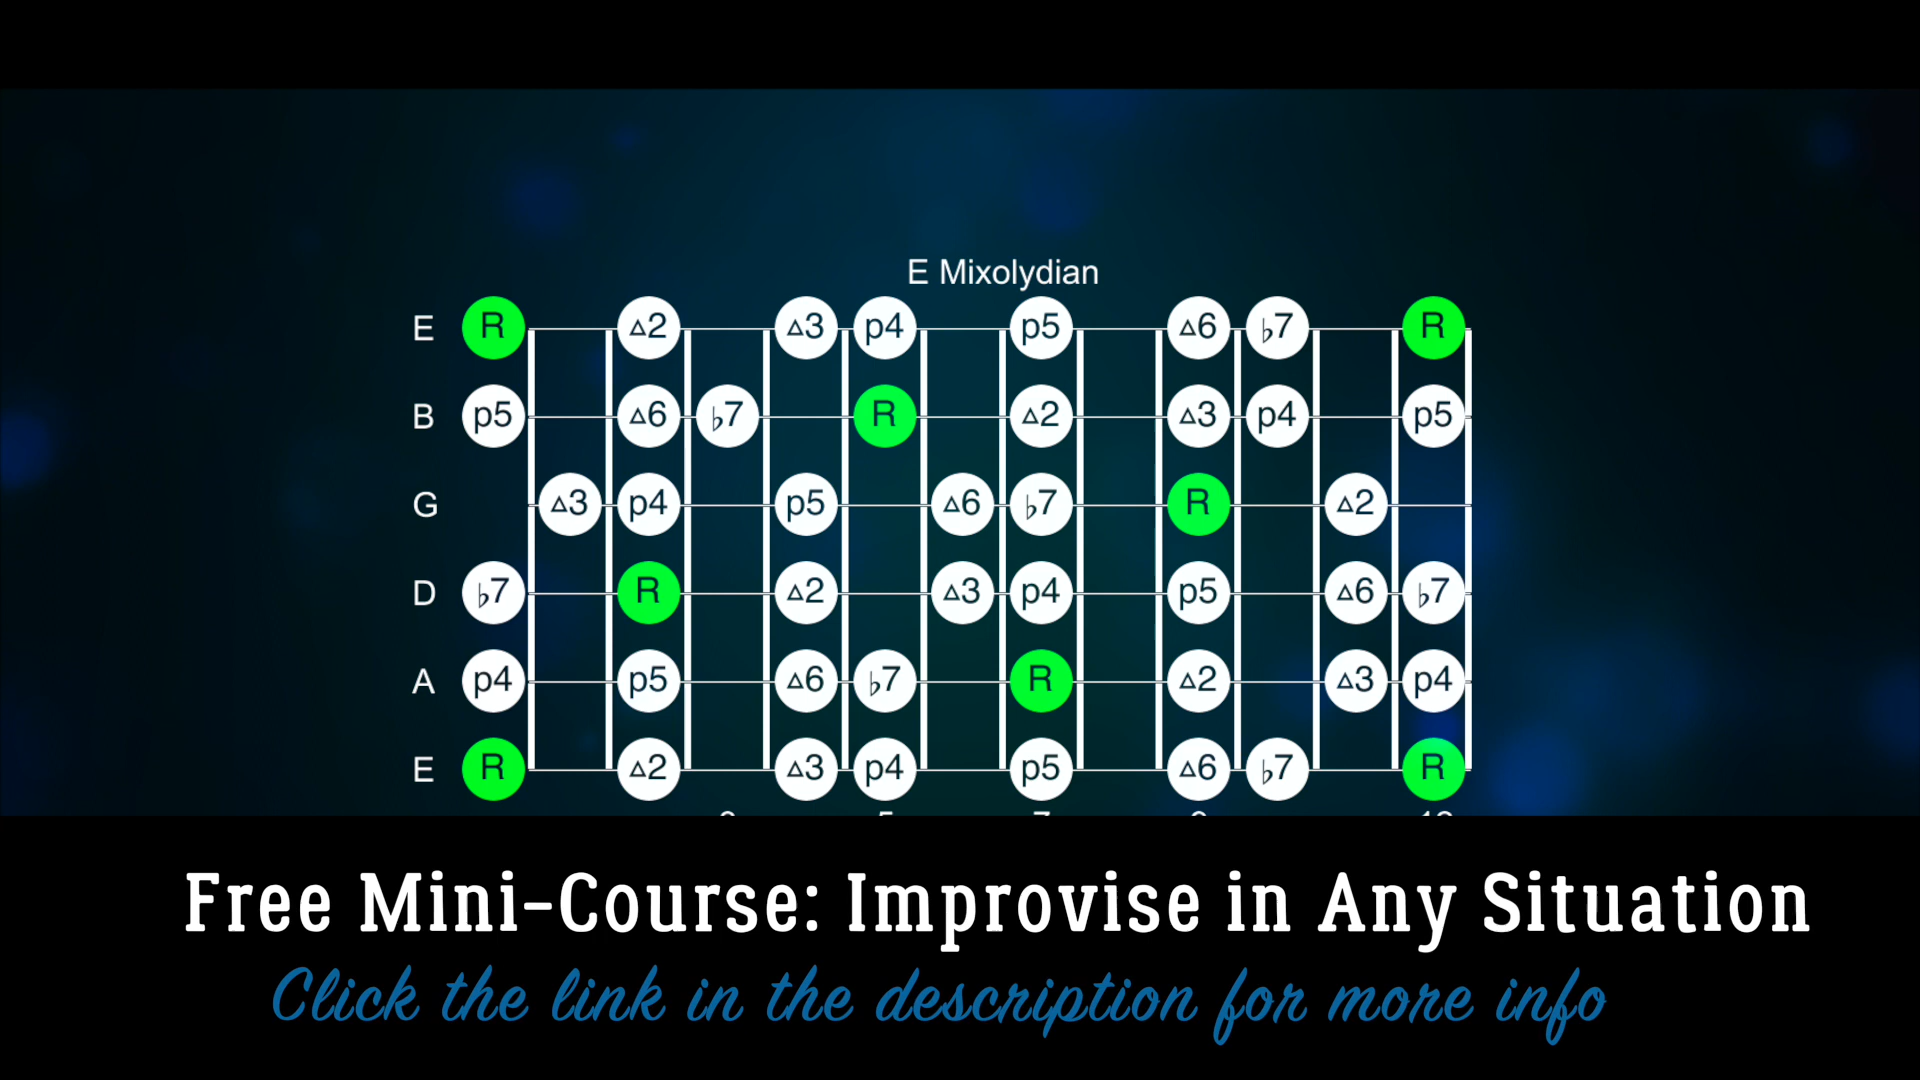 E Mixolydian
E R △2 △3 p4 p5 △6 ♭7 R
B p5 △6 ♭7 R △2 △3 p4 p5
G △3 p4 p5 △6 ♭7 R △2
D ♭7 R △2 △3 p4 p5 △6 ♭7
A p4 p5 △6 ♭7 R △2 △3 p4
E R △2 △3 p4 p5 △6 ♭7 R
Free Mini-Course: Improvise in Any Situation
Click the link in the description for more info